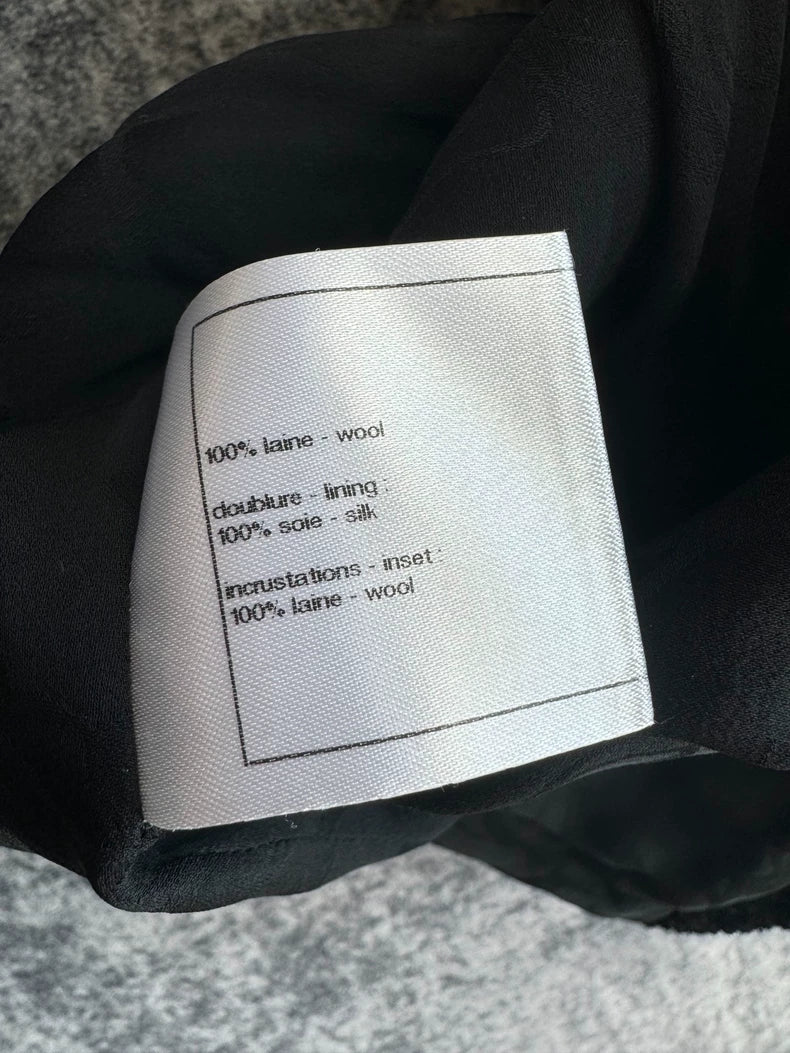 100% laine - wool
doublure - lining :
100% soie - silk
incrustations - inset :
100% laine - wool